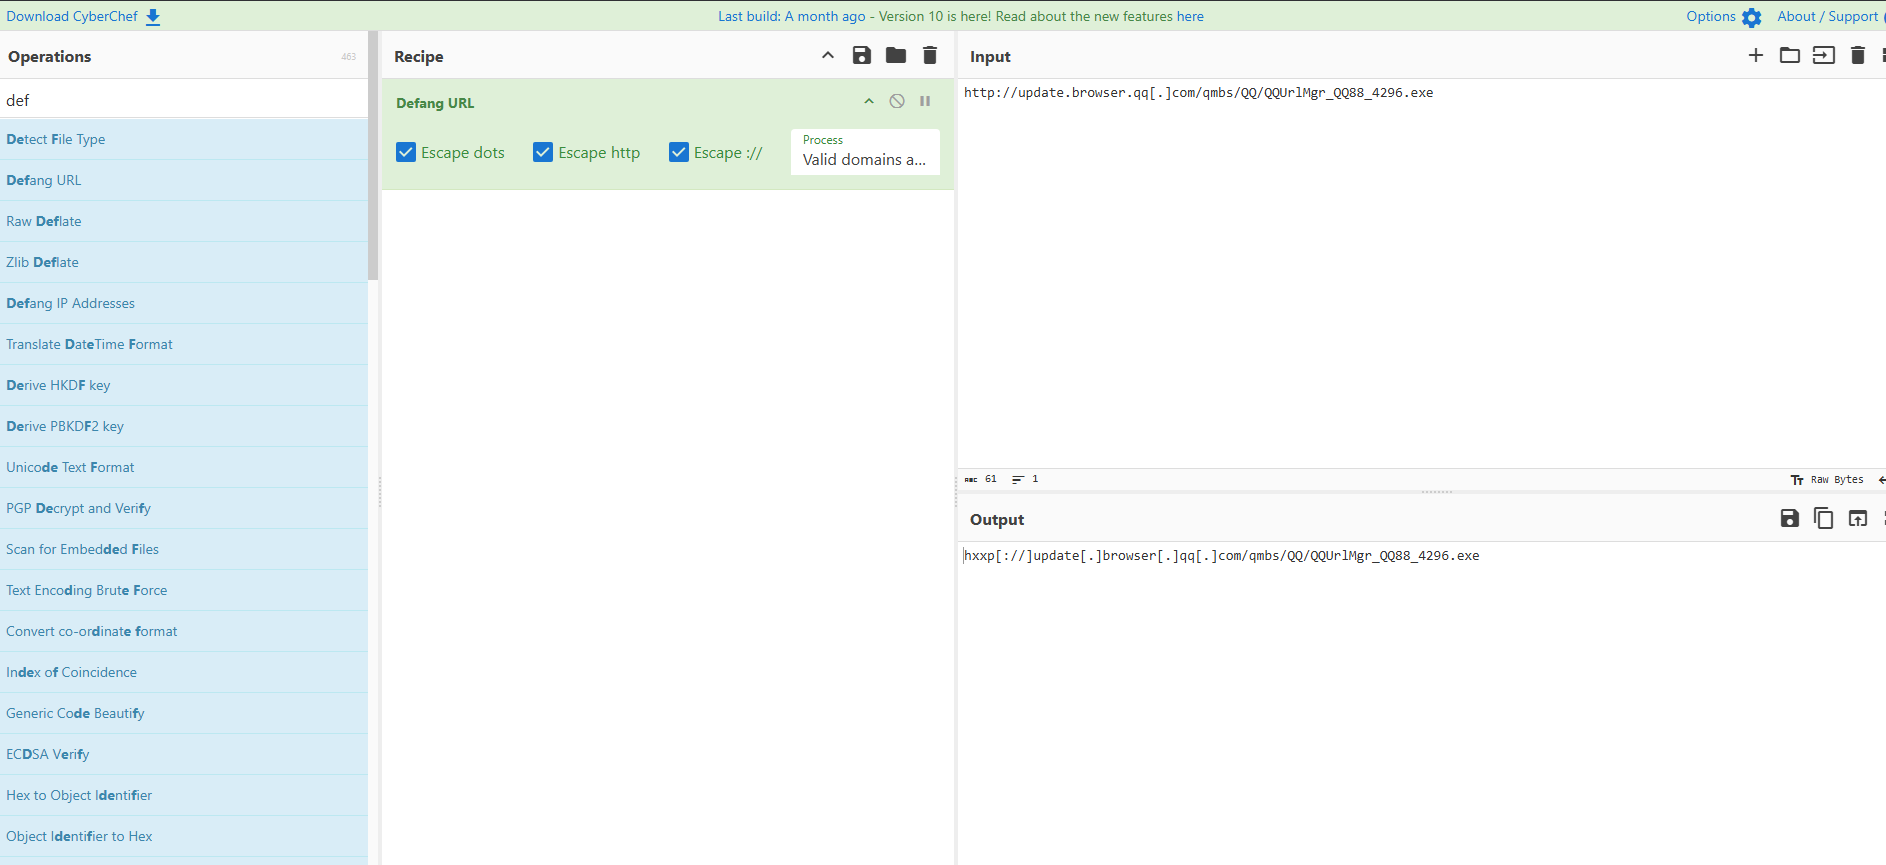 Download CyberChef
Last build: A month ago - Version 10 is here! Read about the new features here
Options
About / Support
Operations
463
def
Detect File Type
Defang URL
Raw Deflate
Zlib Deflate
Defang IP Addresses
Translate DateTime Format
Derive HKDF key
Derive PBKDF2 key
Unicode Text Format
PGP Decrypt and Verify
Scan for Embedded Files
Text Encoding Brute Force
Convert co-ordinate format
Index of Coincidence
Generic Code Beautify
ECDSA Verify
Hex to Object Identifier
Object Identifier to Hex
Recipe
Defang URL
Escape dots
Escape http
Escape ://
Process
Valid domains a...
Input
http://update.browser.qq[.]com/qmbs/QQ/QQUrlMgr_QQ88_4296.exe
ABC 61
1
Tт Raw Bytes
Output
hxxp[://]update[.]browser[.]qq[.]com/qmbs/QQ/QQUrlMgr_QQ88_4296.exe